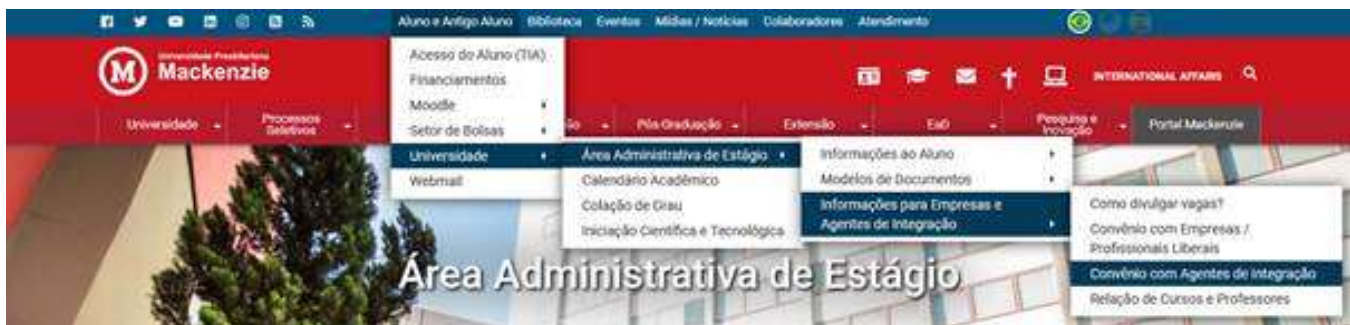 Aluno e Antigo Aluno Biblioteca Eventos Mídias / Notícias Colaboradores Atendimento
Universidade Presbiteriana
Mackenzie
M
INTERNATIONAL AFFAIRS
Universidade
Processos
Seletivos
Pós-Graduação
Extensão
EaD
Pesquisa e
Inovação
Portal Mackenzie
Acesso do Aluno (TIA)
Financiamentos
Moodle
Setor de Bolsas
Universidade
Webmail
Área Administrativa de Estágio
Calendário Acadêmico
Colação de Grau
Iniciação Científica e Tecnológica
Informações ao Aluno
Modelos de Documentos
Informações para Empresas e
Agentes de Integração
Como divulgar vagas?
Convênio com Empresas /
Profissionais Liberais
Convênio com Agentes de Integração
Relação de Cursos e Professores
Área Administrativa de Estágio